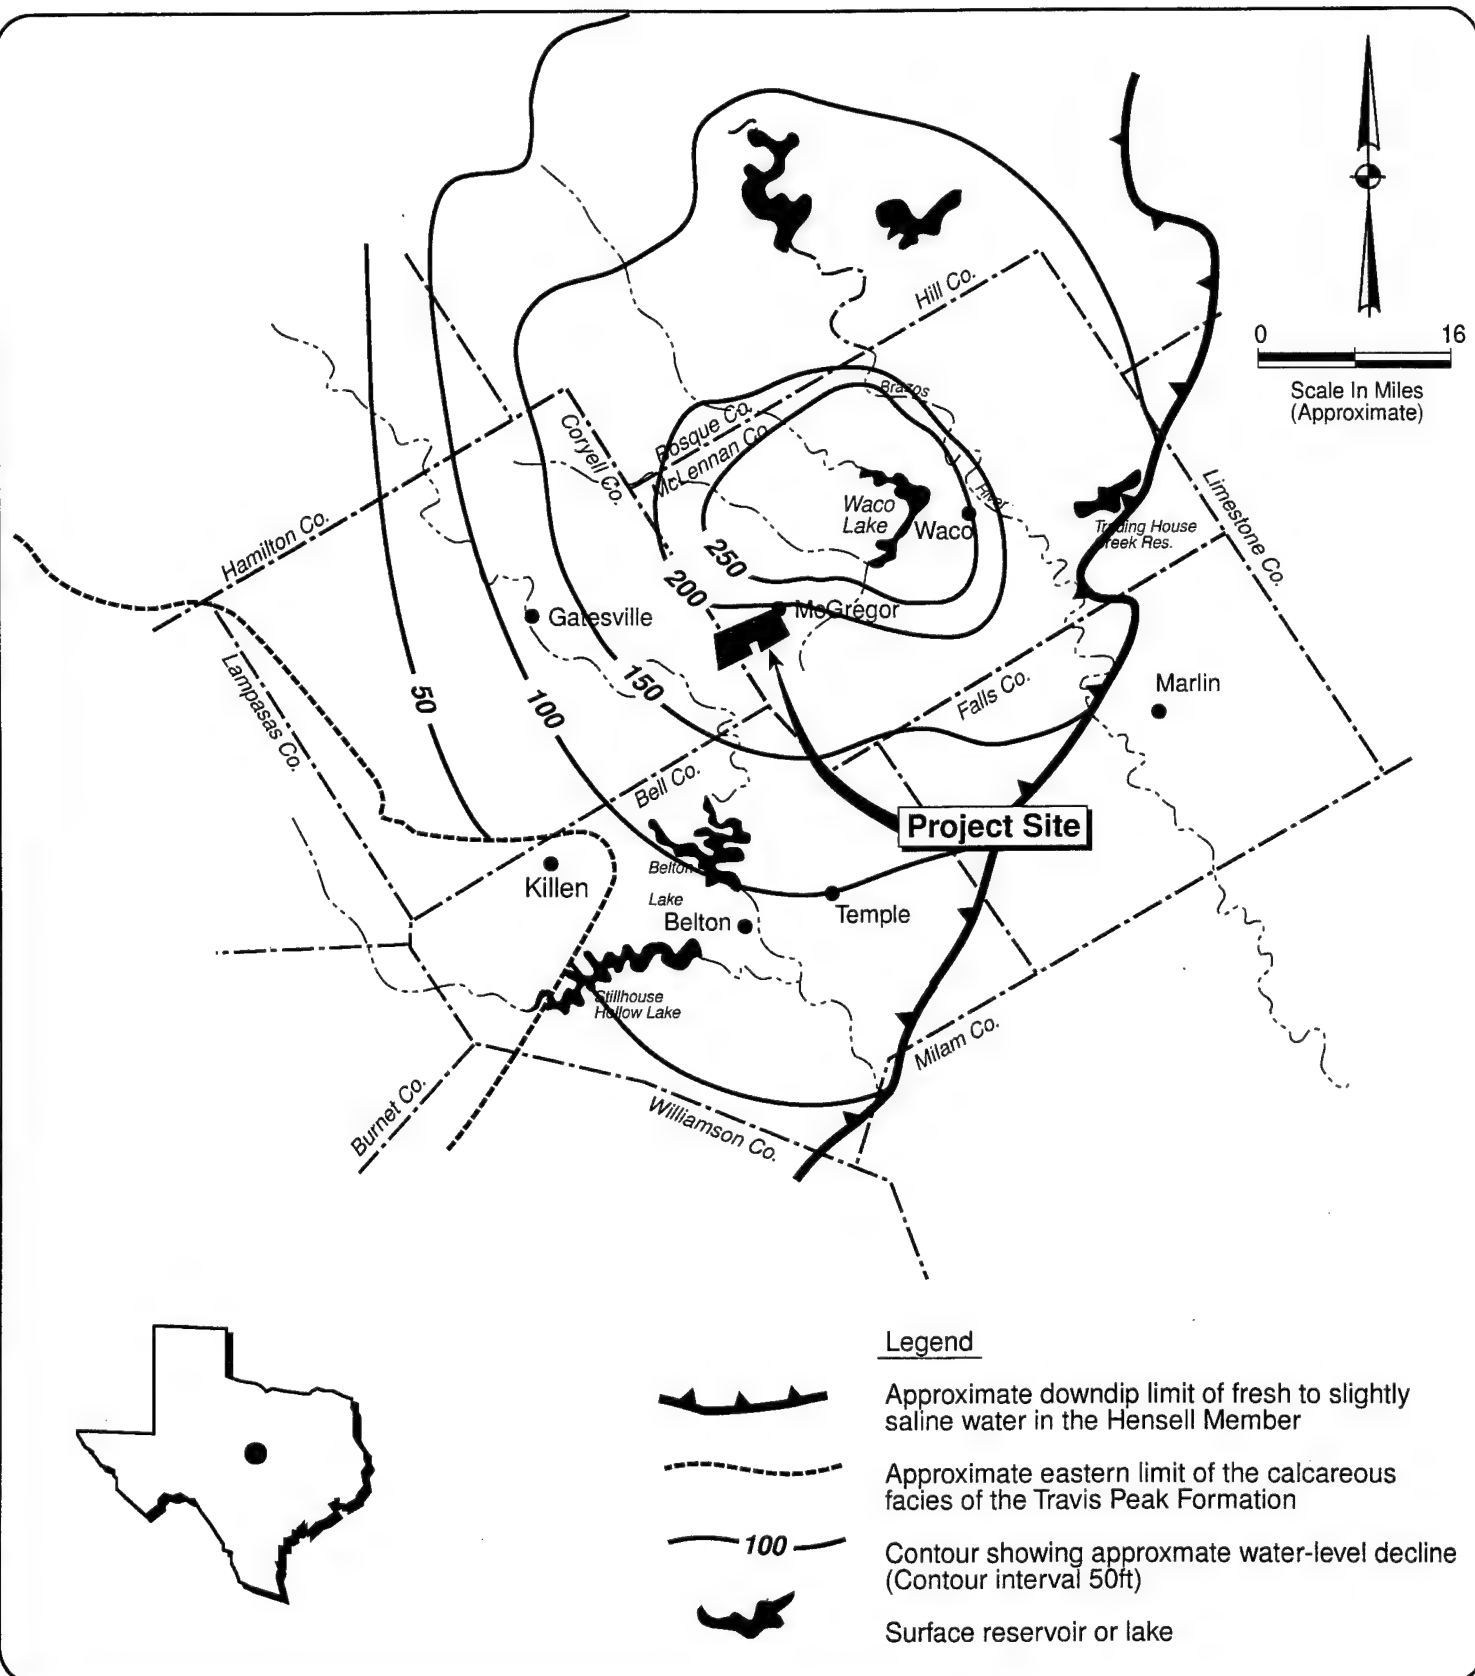 0 16
Scale In Miles
(Approximate)
Hill Co.
Brazos
River
Bosque Co.
McLennan Co.
Coryell Co.
Hamilton Co.
Limestone Co.
Waco
Lake
Waco
Trading House
Creek Res.
250
200
McGregor
Gatesville
150
100
50
Lampasas Co.
Falls Co.
Marlin
Bell Co.
Project Site
Killen
Belton
Lake
Belton
Temple
Stillhouse
Hollow Lake
Milam Co.
Burnet Co.
Williamson Co.
Legend
Approximate downdip limit of fresh to slightly
saline water in the Hensell Member
Approximate eastern limit of the calcareous
facies of the Travis Peak Formation
100
Contour showing approxmate water-level decline
(Contour interval 50ft)
Surface reservoir or lake